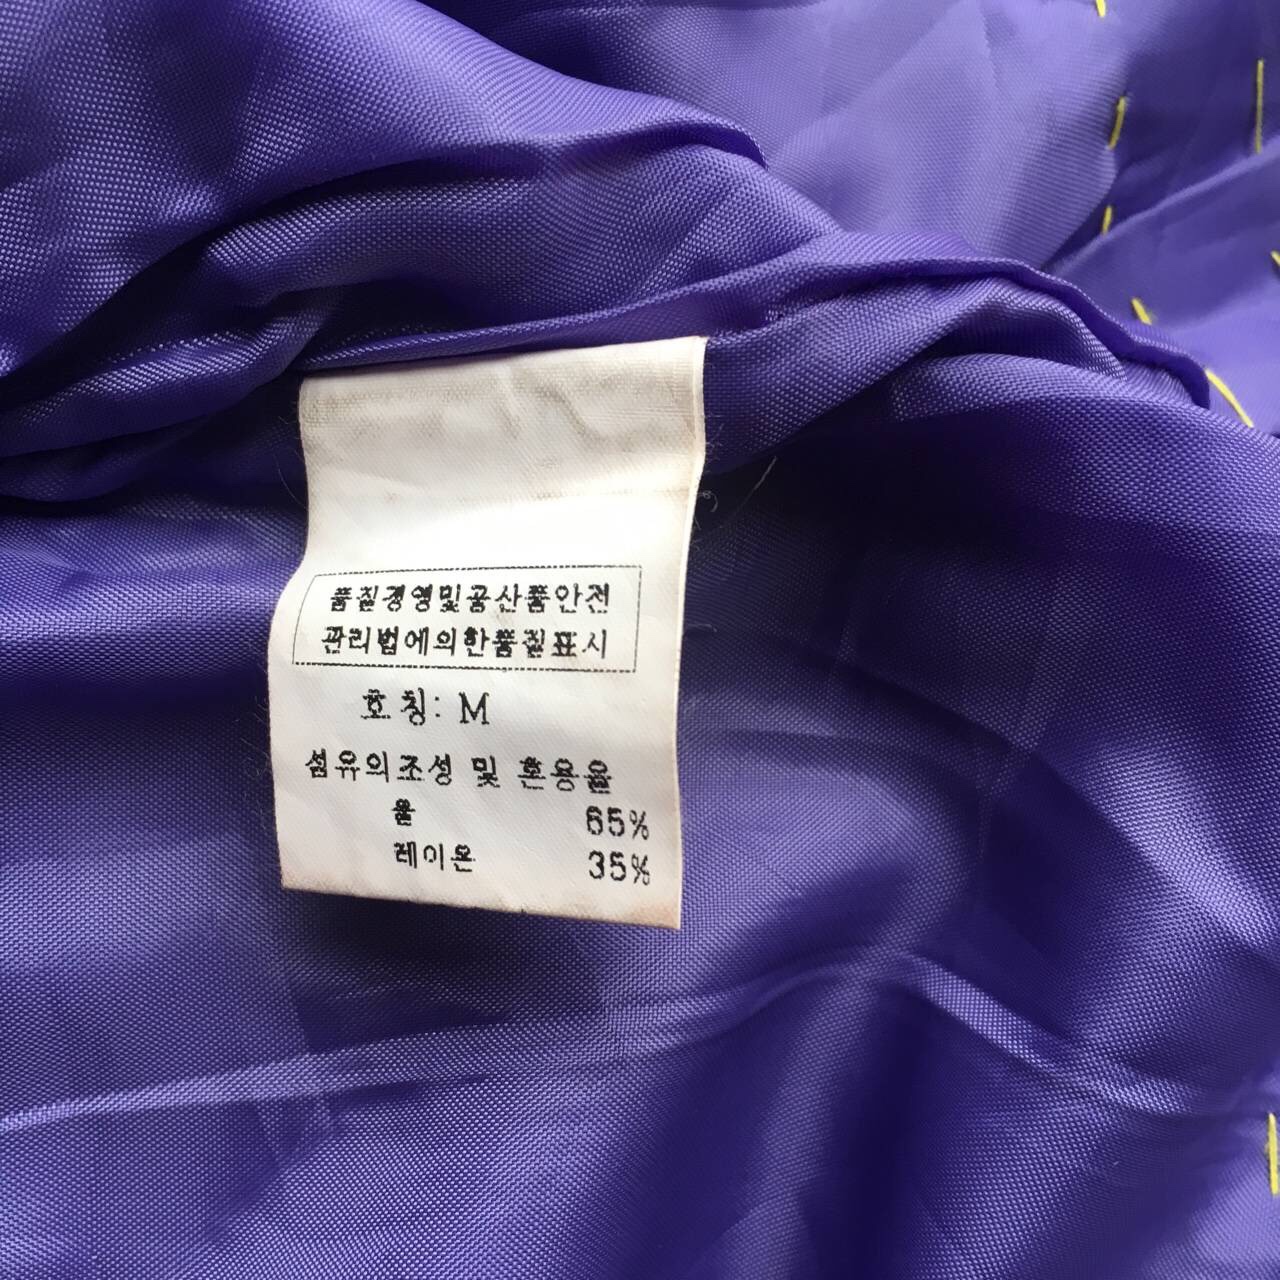 품질경영및공산품안전
관리법에의한품질표시
호칭: M
섬유의조성 및 혼용율
울 65%
레이온 35%